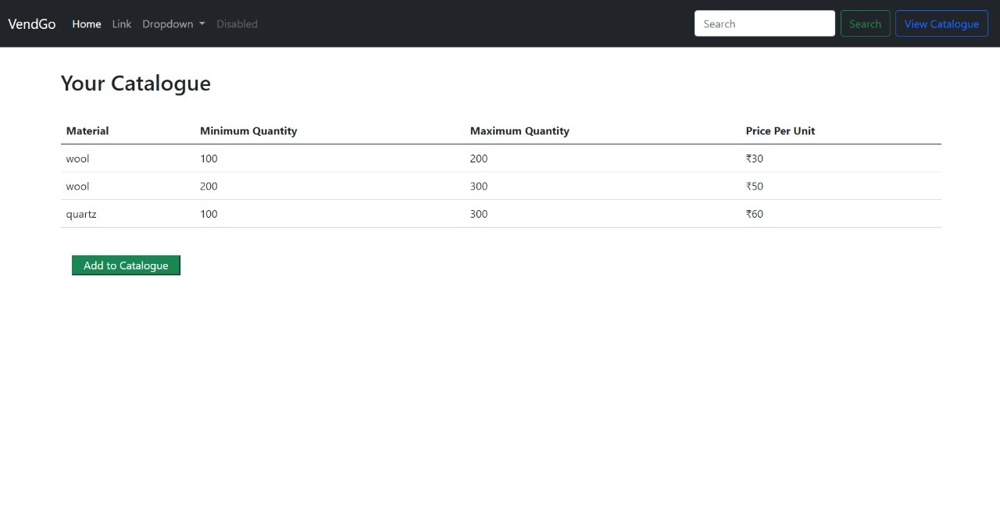 VendGo Home Link Dropdown Disabled Search Search View Catalogue
Your Catalogue
Material Minimum Quantity Maximum Quantity Price Per Unit
wool 100 200 ₹30
wool 200 300 ₹50
quartz 100 300 ₹60
Add to Catalogue